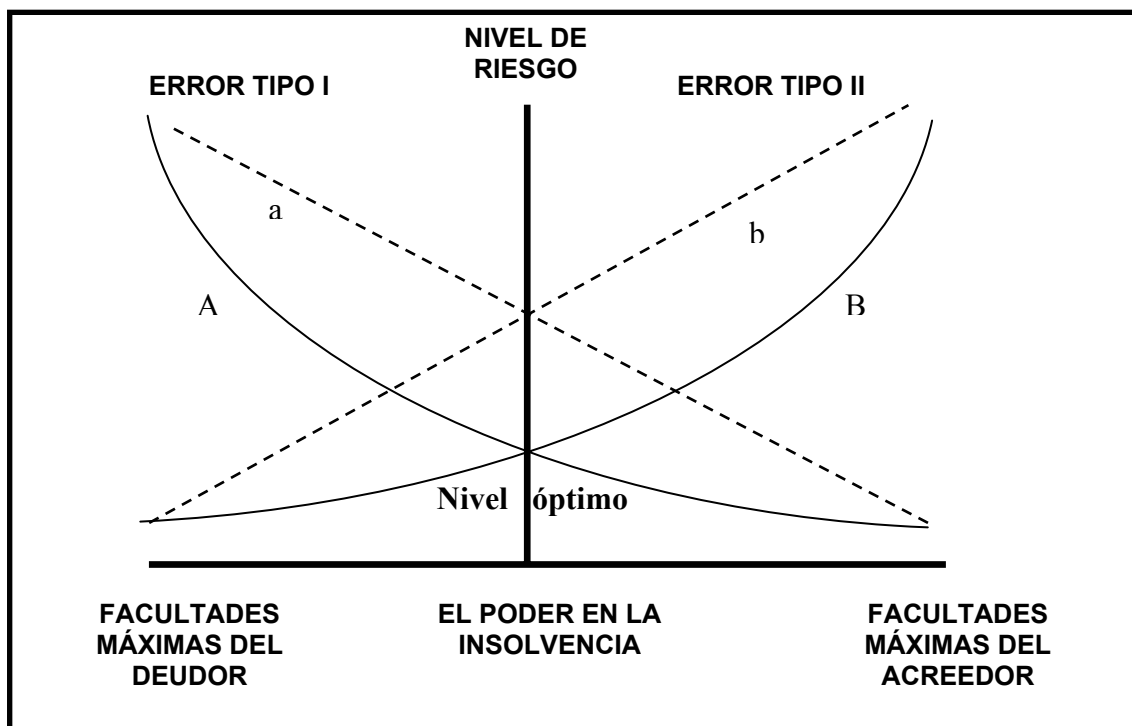 NIVEL DE
RIESGO
ERROR TIPO I
ERROR TIPO II
a
b
A
B
Nivel óptimo
FACULTADES
MÁXIMAS DEL
DEUDOR
EL PODER EN LA
INSOLVENCIA
FACULTADES
MÁXIMAS DEL
ACREEDOR